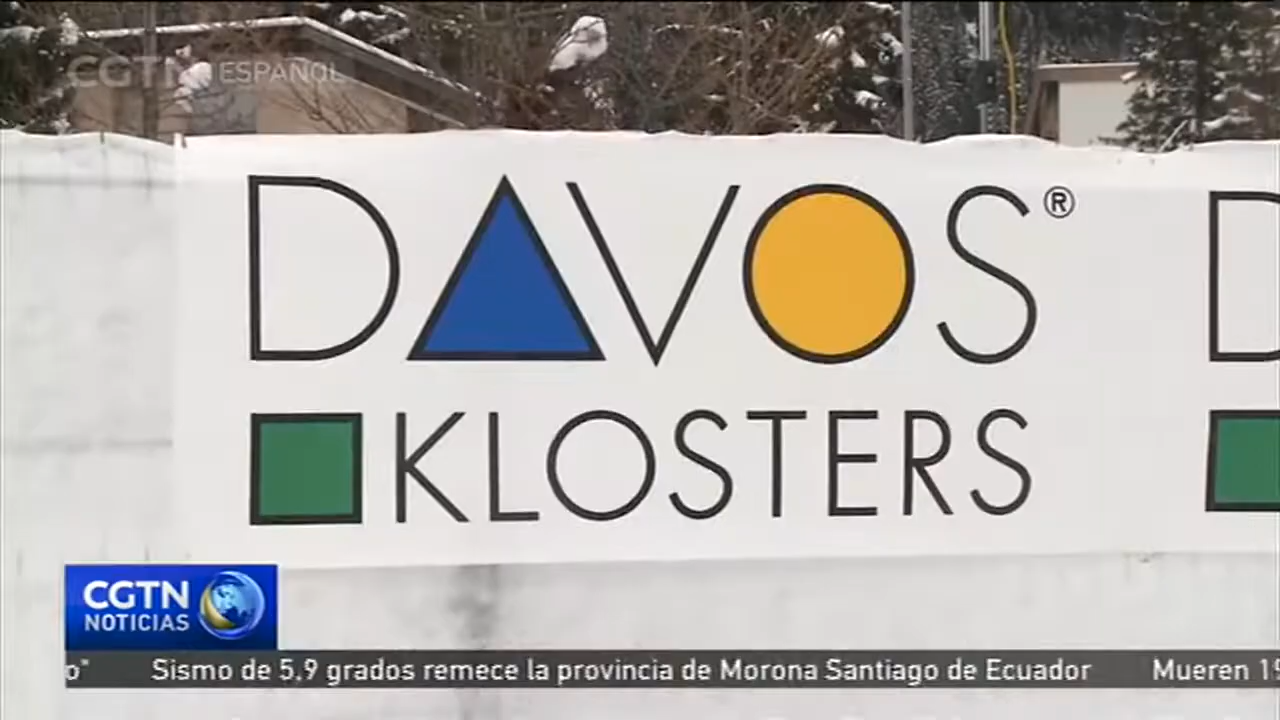 CGTN ESPAÑOL
DAVOS®
KLOSTERS
CGTN
NOTICIAS
o" Sismo de 5,9 grados remece la provincia de Morona Santiago de Ecuador Mueren